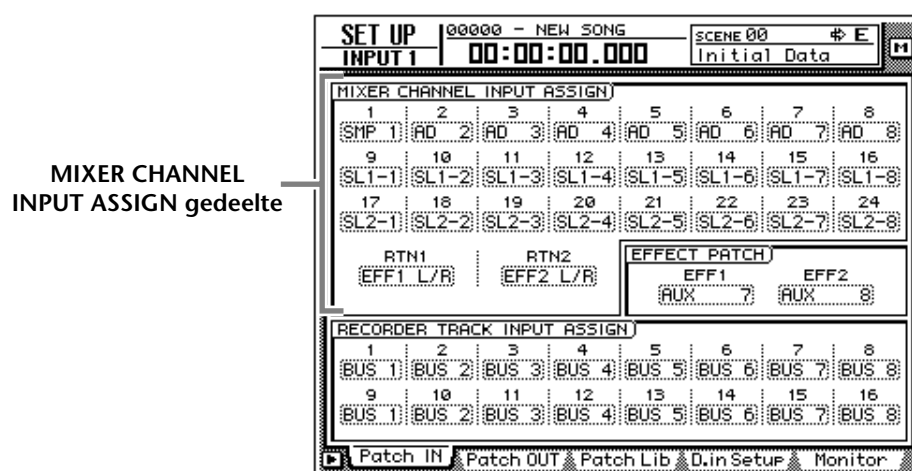 SET UP
INPUT 1
00000 - NEW SONG
00:00:00.000
SCENE 00 E
Initial Data
M
MIXER CHANNEL
INPUT ASSIGN gedeelte
MIXER CHANNEL INPUT ASSIGN
1 2 3 4 5 6 7 8
SMP 1 AD 2 AD 3 AD 4 AD 5 AD 6 AD 7 AD 8
9 10 11 12 13 14 15 16
SL1-1 SL1-2 SL1-3 SL1-4 SL1-5 SL1-6 SL1-7 SL1-8
17 18 19 20 21 22 23 24
SL2-1 SL2-2 SL2-3 SL2-4 SL2-5 SL2-6 SL2-7 SL2-8
RTN1 RTN2
EFF1 L/R EFF2 L/R
EFFECT PATCH
EFF1 EFF2
AUX 7 AUX 8
RECORDER TRACK INPUT ASSIGN
1 2 3 4 5 6 7 8
BUS 1 BUS 2 BUS 3 BUS 4 BUS 5 BUS 6 BUS 7 BUS 8
9 10 11 12 13 14 15 16
BUS 1 BUS 2 BUS 3 BUS 4 BUS 5 BUS 6 BUS 7 BUS 8
Patch IN Patch OUT Patch Lib D.in Setup Monitor